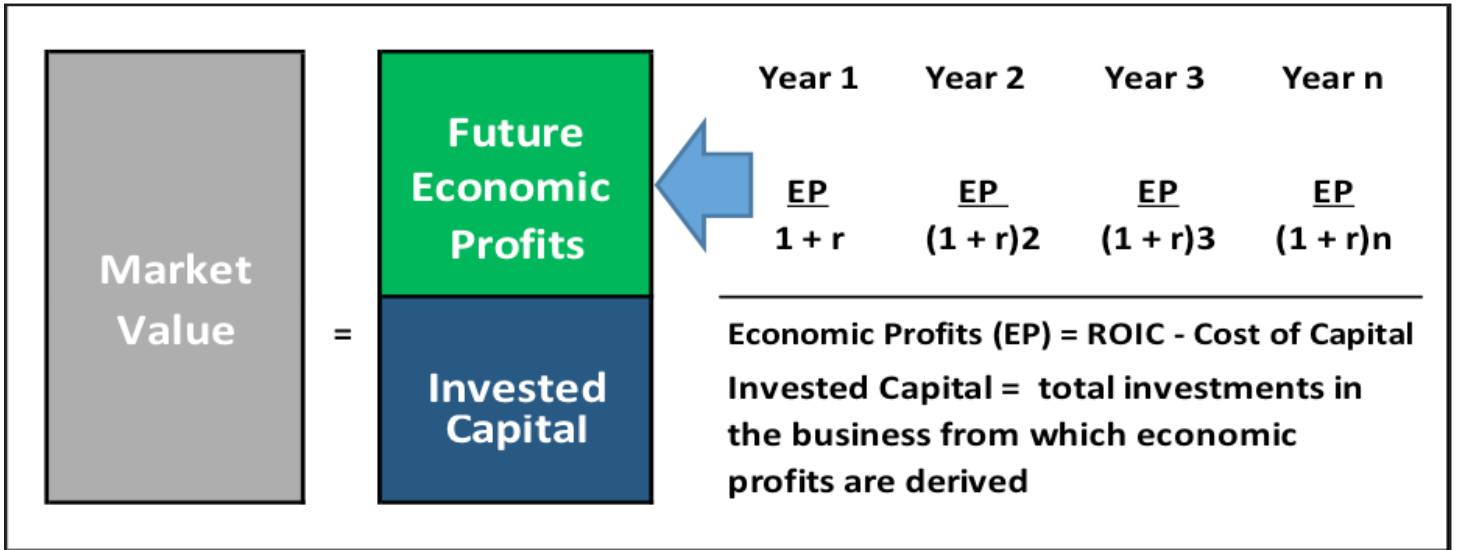 Market
Value
=
Future
Economic
Profits
Invested
Capital
Year 1 Year 2 Year 3 Year n
EP EP EP EP
1 + r (1 + r)2 (1 + r)3 (1 + r)n
Economic Profits (EP) = ROIC - Cost of Capital
Invested Capital = total investments in
the business from which economic
profits are derived